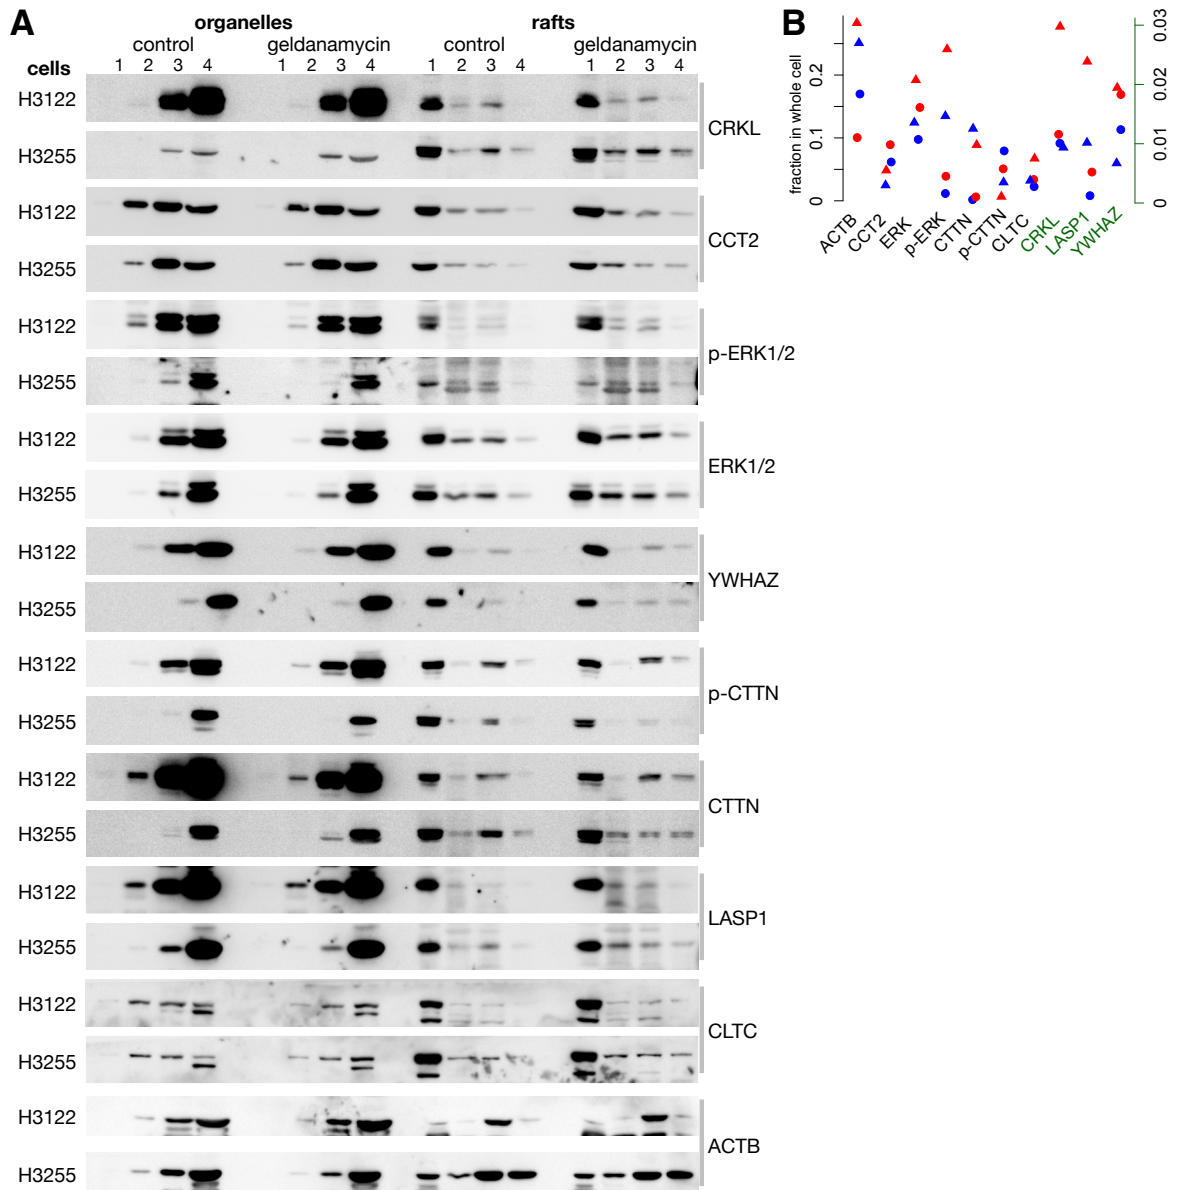 A
organelles rafts
control geldanamycin control geldanamycin
cells 1 2 3 4 1 2 3 4 1 2 3 4 1 2 3 4
H3122
CRKL
H3255
H3122
CCT2
H3255
H3122
p-ERK1/2
H3255
H3122
ERK1/2
H3255
H3122
YWHAZ
H3255
H3122
p-CTTN
H3255
H3122
CTTN
H3255
H3122
LASP1
H3255
H3122
CLTC
H3255
H3122
ACTB
H3255
B
fraction in whole cell
0 0.1 0.2
0 0.01 0.02 0.03
ACTB CCT2 ERK p-ERK CTTN p-CTTN CLTC CRKL LASP1 YWHAZ